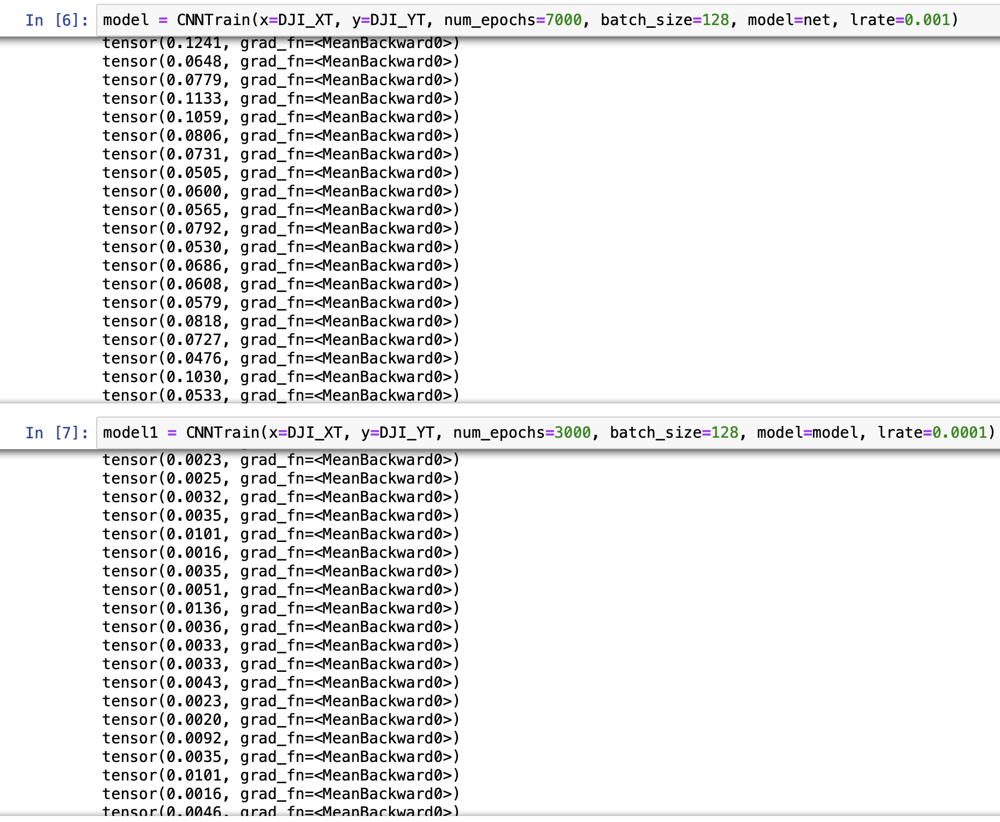 In [6]: model = CNNTrain(x=DJI_XT, y=DJI_YT, num_epochs=7000, batch_size=128, model=net, lrate=0.001)
tensor(0.1241, grad_fn=<MeanBackward0>)
tensor(0.0648, grad_fn=<MeanBackward0>)
tensor(0.0779, grad_fn=<MeanBackward0>)
tensor(0.1133, grad_fn=<MeanBackward0>)
tensor(0.1059, grad_fn=<MeanBackward0>)
tensor(0.0806, grad_fn=<MeanBackward0>)
tensor(0.0731, grad_fn=<MeanBackward0>)
tensor(0.0505, grad_fn=<MeanBackward0>)
tensor(0.0600, grad_fn=<MeanBackward0>)
tensor(0.0565, grad_fn=<MeanBackward0>)
tensor(0.0792, grad_fn=<MeanBackward0>)
tensor(0.0530, grad_fn=<MeanBackward0>)
tensor(0.0686, grad_fn=<MeanBackward0>)
tensor(0.0608, grad_fn=<MeanBackward0>)
tensor(0.0579, grad_fn=<MeanBackward0>)
tensor(0.0818, grad_fn=<MeanBackward0>)
tensor(0.0727, grad_fn=<MeanBackward0>)
tensor(0.0476, grad_fn=<MeanBackward0>)
tensor(0.1030, grad_fn=<MeanBackward0>)
tensor(0.0533, grad_fn=<MeanBackward0>)
In [7]: model1 = CNNTrain(x=DJI_XT, y=DJI_YT, num_epochs=3000, batch_size=128, model=model, lrate=0.0001)
tensor(0.0023, grad_fn=<MeanBackward0>)
tensor(0.0025, grad_fn=<MeanBackward0>)
tensor(0.0032, grad_fn=<MeanBackward0>)
tensor(0.0035, grad_fn=<MeanBackward0>)
tensor(0.0101, grad_fn=<MeanBackward0>)
tensor(0.0016, grad_fn=<MeanBackward0>)
tensor(0.0035, grad_fn=<MeanBackward0>)
tensor(0.0051, grad_fn=<MeanBackward0>)
tensor(0.0136, grad_fn=<MeanBackward0>)
tensor(0.0036, grad_fn=<MeanBackward0>)
tensor(0.0033, grad_fn=<MeanBackward0>)
tensor(0.0033, grad_fn=<MeanBackward0>)
tensor(0.0043, grad_fn=<MeanBackward0>)
tensor(0.0023, grad_fn=<MeanBackward0>)
tensor(0.0020, grad_fn=<MeanBackward0>)
tensor(0.0092, grad_fn=<MeanBackward0>)
tensor(0.0035, grad_fn=<MeanBackward0>)
tensor(0.0101, grad_fn=<MeanBackward0>)
tensor(0.0016, grad_fn=<MeanBackward0>)
tensor(0.0046, grad_fn=<MeanBackward0>)